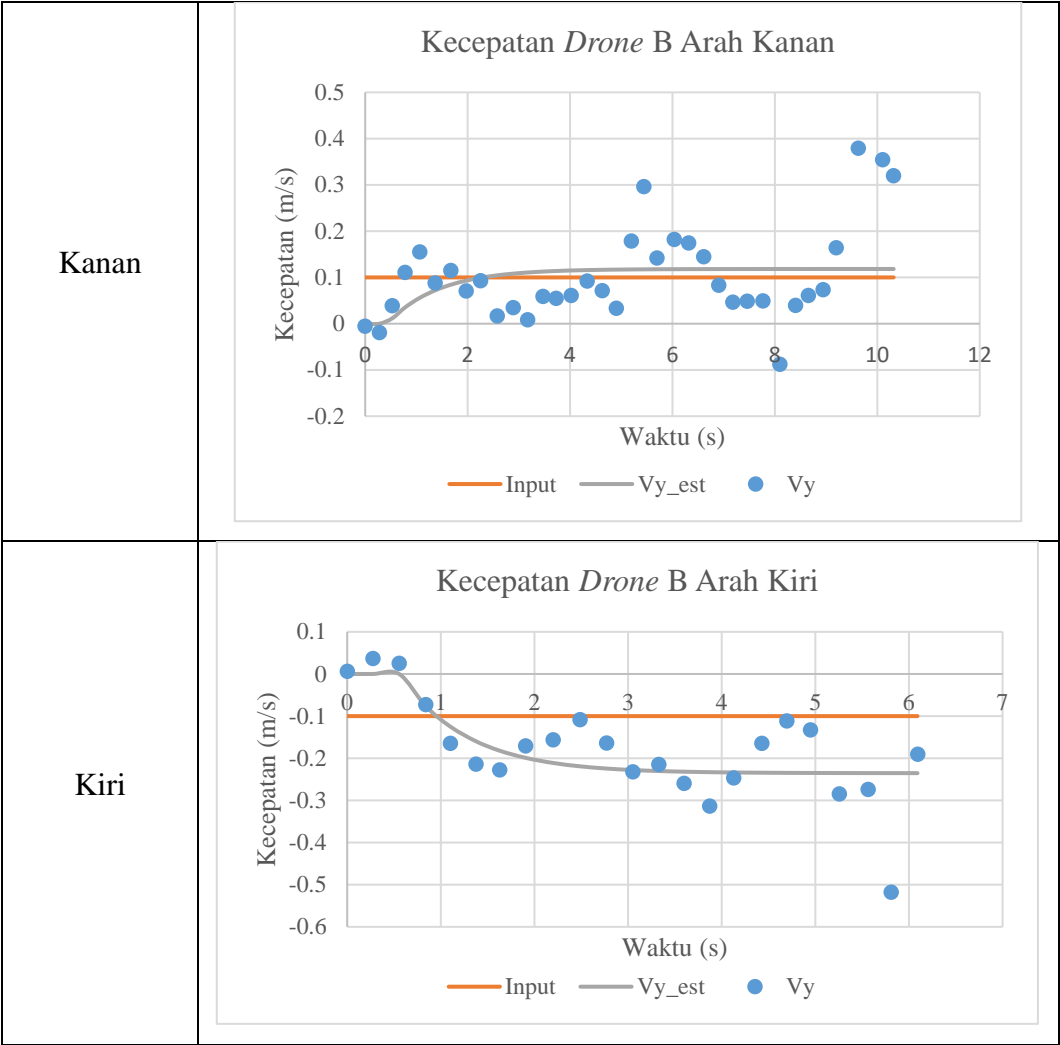 Kanan
Kecepatan Drone B Arah Kanan
Kecepatan (m/s)
0.5
0.4
0.3
0.2
0.1
0
-0.1
-0.2
0 2 4 6 8 10 12
Waktu (s)
Input Vy_est Vy
Kiri
Kecepatan Drone B Arah Kiri
Kecepatan (m/s)
0.1
0
-0.1
-0.2
-0.3
-0.4
-0.5
-0.6
0 1 2 3 4 5 6 7
Waktu (s)
Input Vy_est Vy